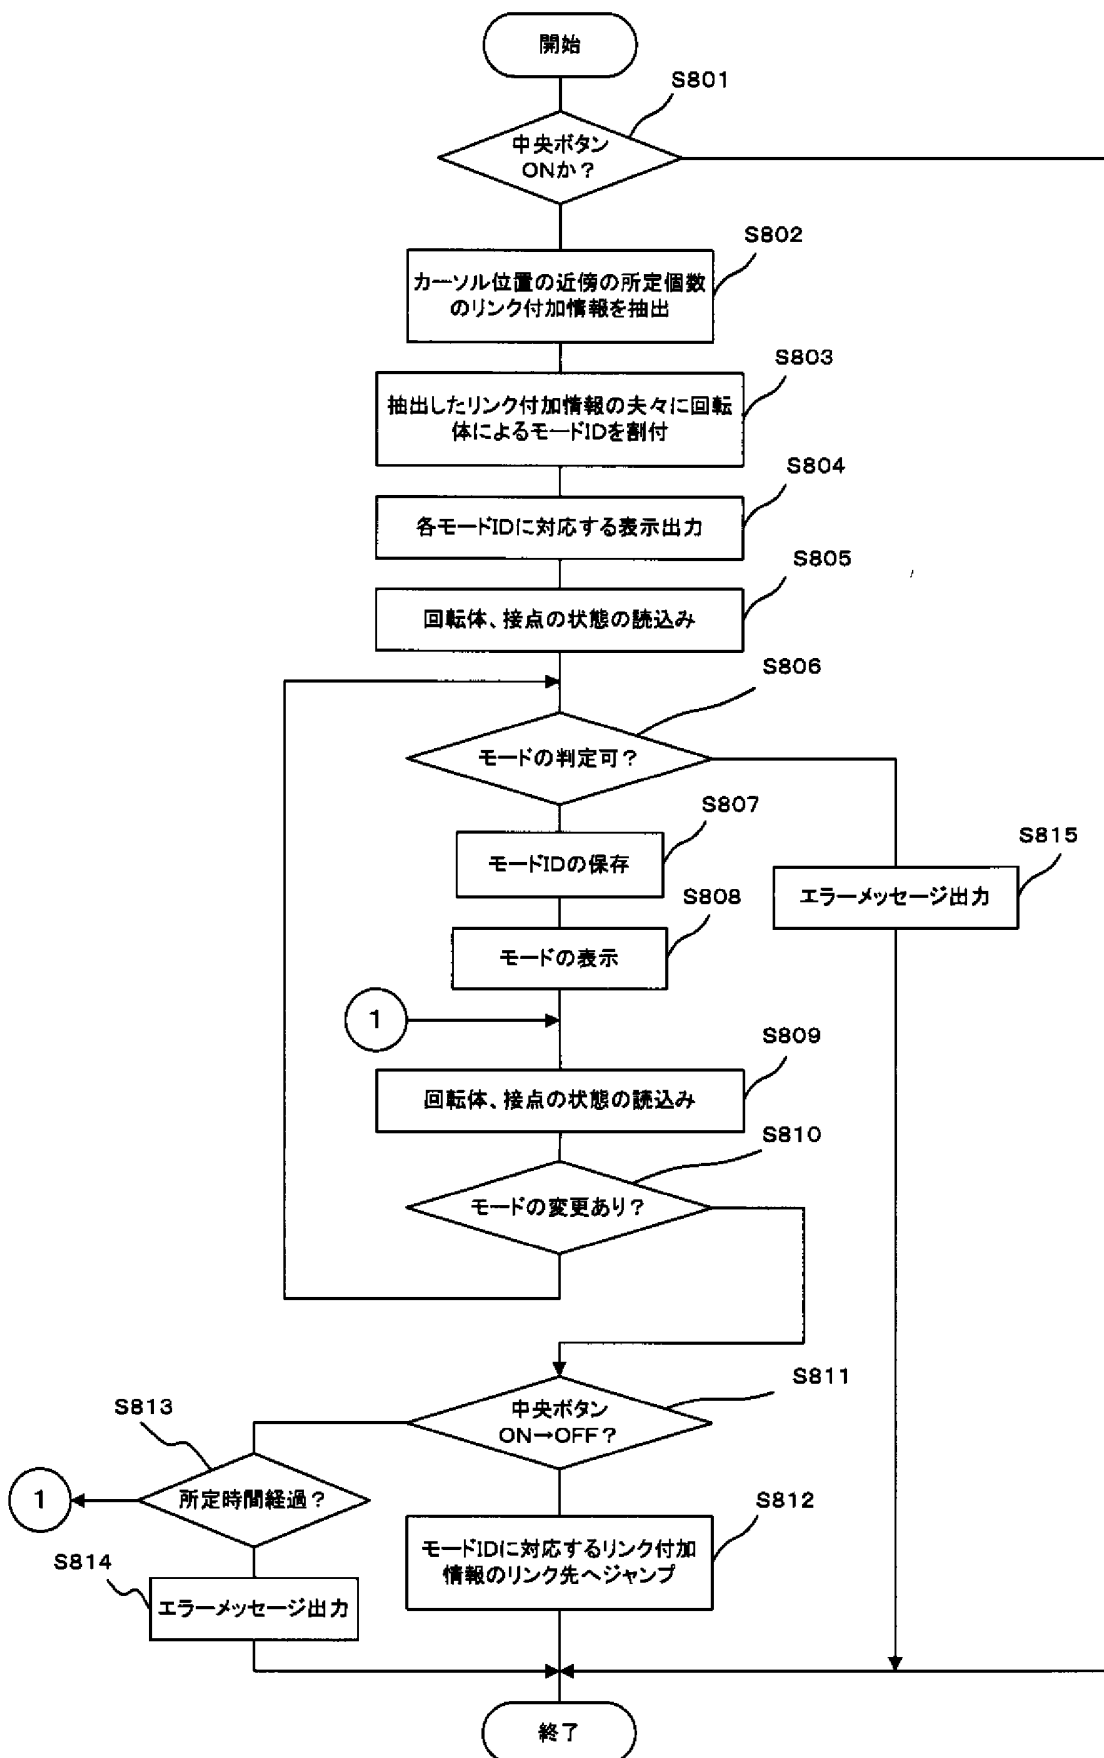 開始
S801
中央ボタン
ONか？
S802
カーソル位置の近傍の所定個数
のリンク付加情報を抽出
S803
抽出したリンク付加情報の夫々に回転
体によるモードIDを割付
S804
各モードIDに対応する表示出力
S805
回転体、接点の状態の読込み
S806
モードの判定可？
S807
モードIDの保存
S815
エラーメッセージ出力
S808
モードの表示
1
S809
回転体、接点の状態の読込み
S810
モードの変更あり？
S811
中央ボタン
ON→OFF？
S813
所定時間経過？
1
S812
モードIDに対応するリンク付加
情報のリンク先へジャンプ
S814
エラーメッセージ出力
終了